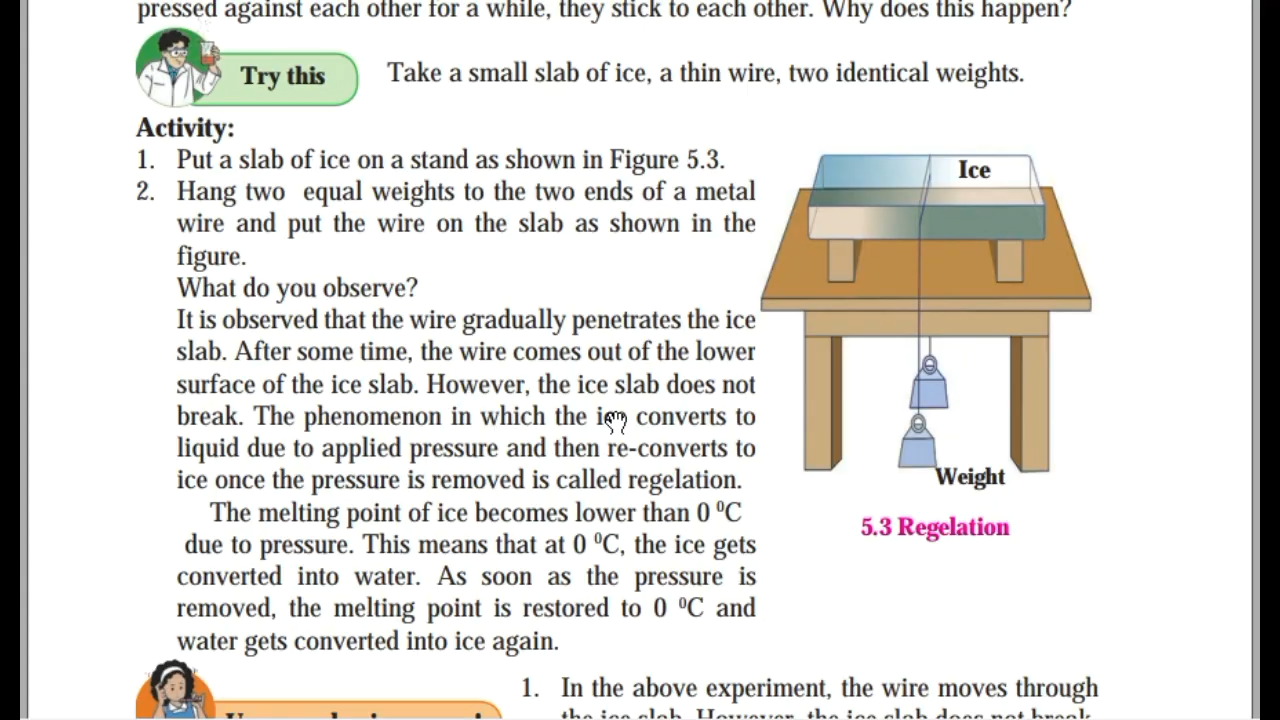 pressed against each other for a while, they stick to each other. Why does this happen?
Try this
Take a small slab of ice, a thin wire, two identical weights.
Activity:
1. Put a slab of ice on a stand as shown in Figure 5.3.
2. Hang two equal weights to the two ends of a metal
wire and put the wire on the slab as shown in the
figure.
What do you observe?
It is observed that the wire gradually penetrates the ice
slab. After some time, the wire comes out of the lower
surface of the ice slab. However, the ice slab does not
break. The phenomenon in which the ice converts to
liquid due to applied pressure and then re-converts to
ice once the pressure is removed is called regelation.
The melting point of ice becomes lower than 0 ⁰C
due to pressure. This means that at 0 ⁰C, the ice gets
converted into water. As soon as the pressure is
removed, the melting point is restored to 0 ⁰C and
water gets converted into ice again.
Ice
Weight
5.3 Regelation
1. In the above experiment, the wire moves through
the ice slab. However, the ice slab does not break.